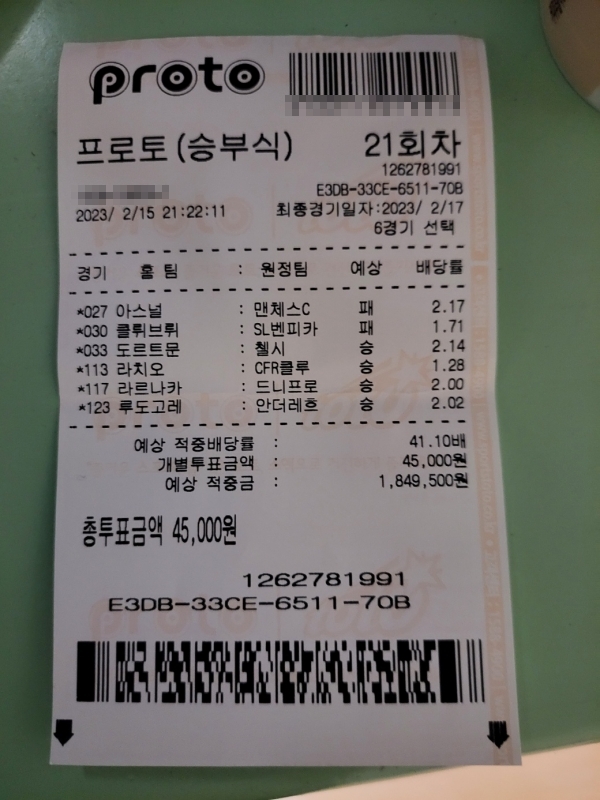 proto
프로토(승부식) 21회차
1262781991
E3DB-33CE-6511-70B
2023/ 2/15 21:22:11 최종경기일자:2023/ 2/17
6경기 선택
경기 홈 팀 : 원정팀 예상 배당률
*027 아스널 : 맨체스C 패 2.17
*030 클뤼브뤼 : SL벤피카 패 1.71
*033 도르트문 : 첼시 승 2.14
*113 라치오 : CFR클루 승 1.28
*117 라르나카 : 드니프로 승 2.00
*123 루도고레 : 안더레흐 승 2.02
예상 적중배당률 : 41.10배
개별투표금액 : 45,000원
예상 적중금 : 1,849,500원
총투표금액 45,000원
1262781991
E3DB-33CE-6511-70B